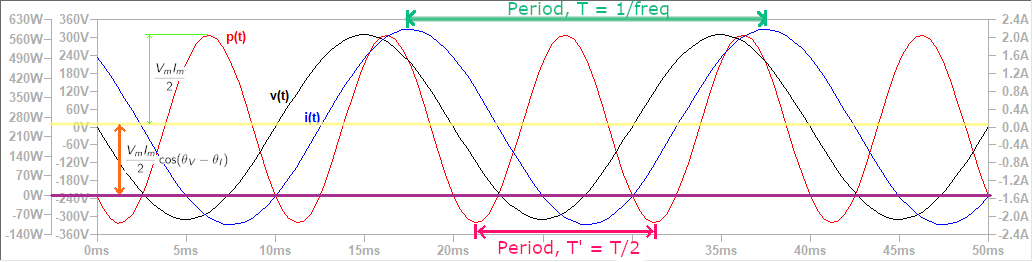 Period, T = 1/freq
630W
560W
490W
420W
350W
280W
210W
140W
70W
0W
-70W
-140W
360V
300V
240V
180V
120V
60V
0V
-60V
-120V
-180V
-240V
-300V
-360V
p(t)
VmIm
2
v(t)
i(t)
VmIm/2 cos(θV − θI)
2.4A
2.0A
1.6A
1.2A
0.8A
0.4A
0.0A
-0.4A
-0.8A
-1.2A
-1.6A
-2.0A
-2.4A
Period, T' = T/2
0ms
5ms
10ms
15ms
20ms
35ms
40ms
45ms
50ms